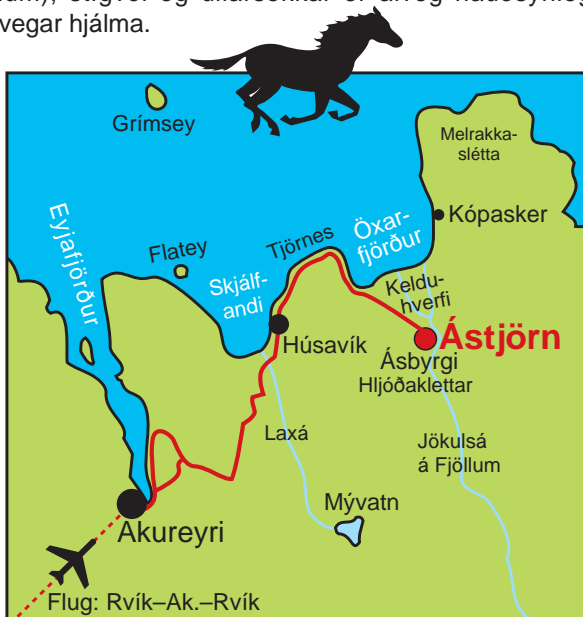 vegar hjálma.
Grímsey
Melrakka-
slétta
Kópasker
Eyjafjörður
Flatey
Tjörnes
Öxar-
fjörður
Skjálf-
andi
Keldu-
hverfi
Húsavík
Ástjörn
Ásbyrgi
Hljóðaklettar
Laxá
Jökulsá
á Fjöllum
Mývatn
Akureyri
Flug: Rvík–Ak.–Rvík